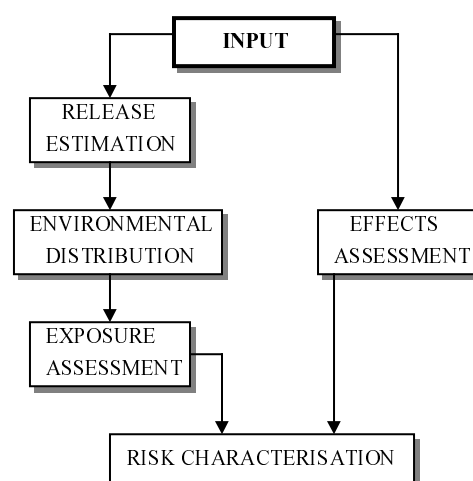 INPUT
RELEASE
ESTIMATION
ENVIRONMENTAL
DISTRIBUTION
EFFECTS
ASSESSMENT
EXPOSURE
ASSESSMENT
RISK CHARACTERISATION